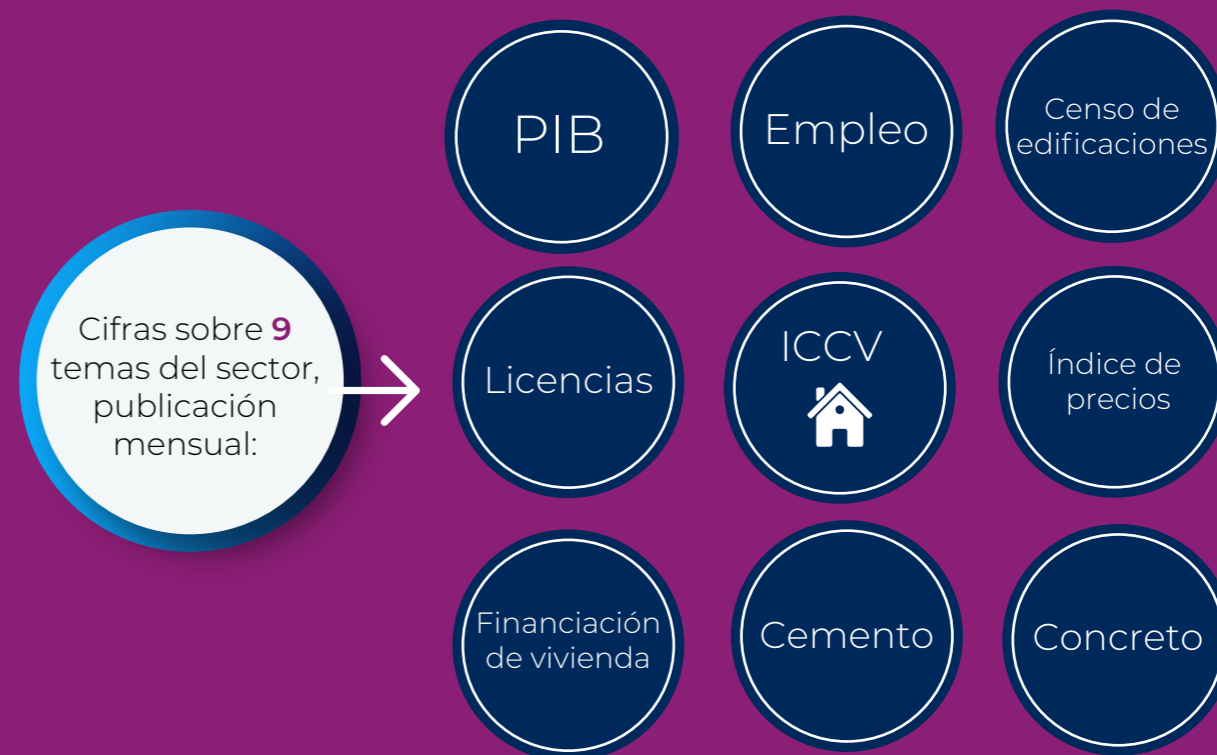 Cifras sobre 9
temas del sector,
publicación
mensual:
PIB
Empleo
Censo de
edificaciones
Licencias
ICCV
Índice de
precios
Financiación
de vivienda
Cemento
Concreto